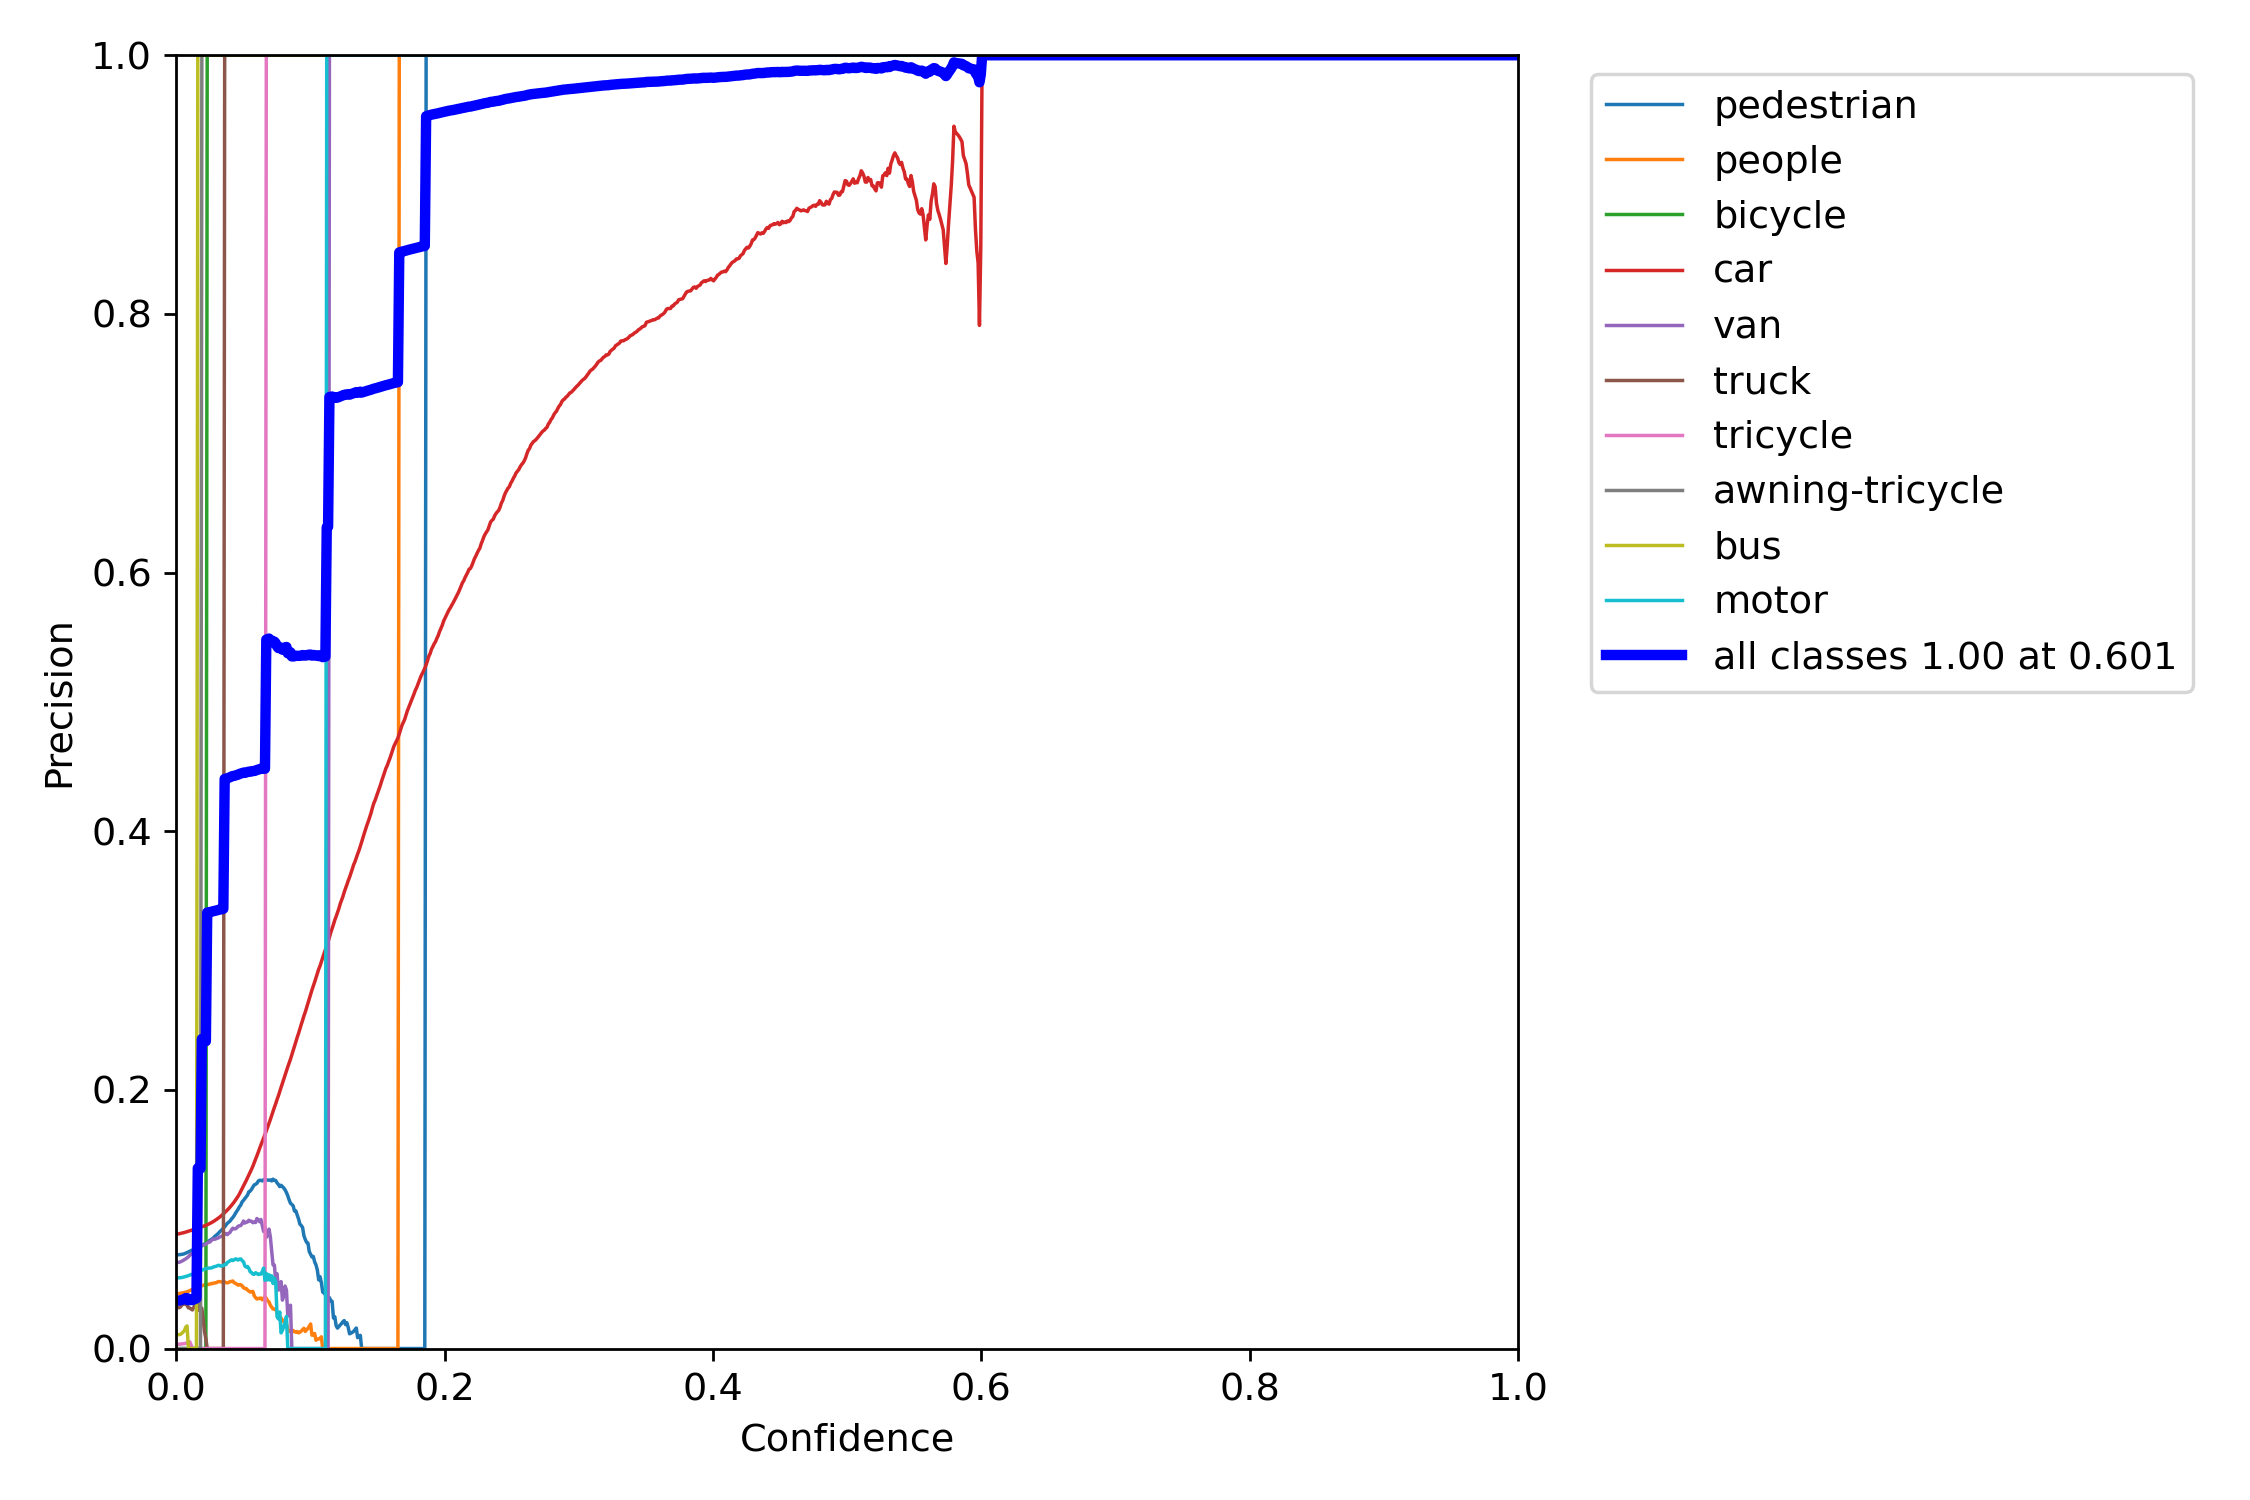 1.0
0.8
0.6
0.4
0.2
0.0
Precision
0.0 0.2 0.4 0.6 0.8 1.0
Confidence
pedestrian
people
bicycle
car
van
truck
tricycle
awning-tricycle
bus
motor
all classes 1.00 at 0.601